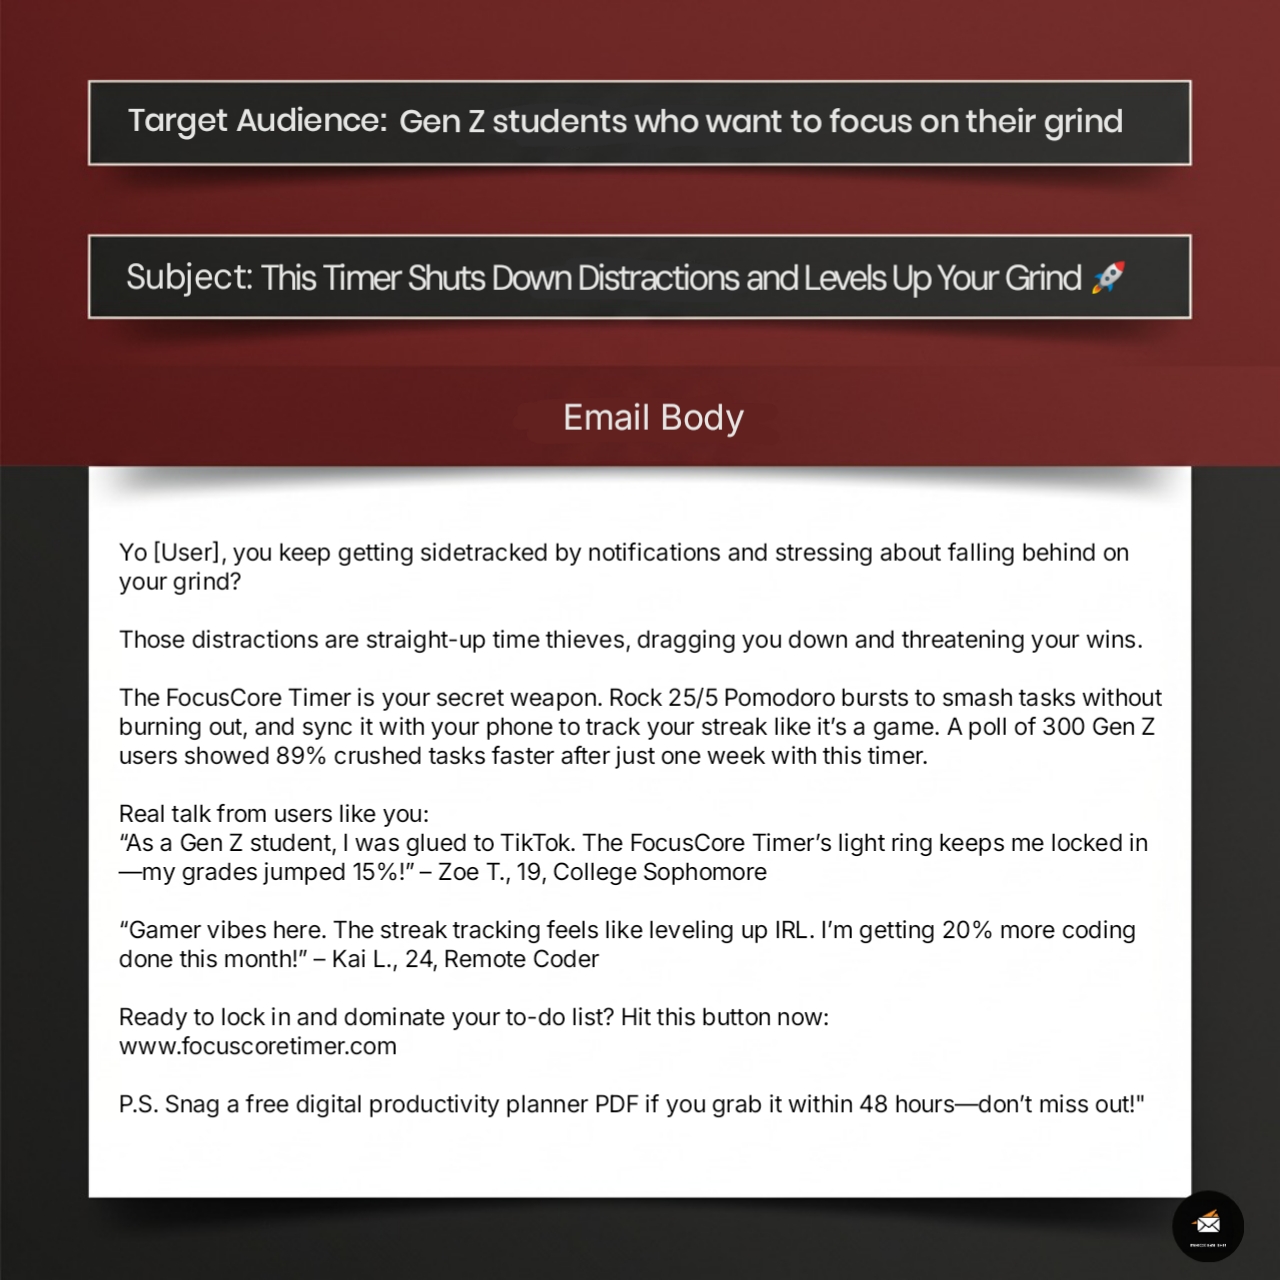 Target Audience: Gen Z students who want to focus on their grind
Subject: This Timer Shuts Down Distractions and Levels Up Your Grind 🚀
Email Body
Yo [User], you keep getting sidetracked by notifications and stressing about falling behind on
your grind?
Those distractions are straight-up time thieves, dragging you down and threatening your wins.
The FocusCore Timer is your secret weapon. Rock 25/5 Pomodoro bursts to smash tasks without
burning out, and sync it with your phone to track your streak like it’s a game. A poll of 300 Gen Z
users showed 89% crushed tasks faster after just one week with this timer.
Real talk from users like you:
“As a Gen Z student, I was glued to TikTok. The FocusCore Timer’s light ring keeps me locked in
—my grades jumped 15%!” – Zoe T., 19, College Sophomore
“Gamer vibes here. The streak tracking feels like leveling up IRL. I’m getting 20% more coding
done this month!” – Kai L., 24, Remote Coder
Ready to lock in and dominate your to-do list? Hit this button now:
www.focuscoretimer.com
P.S. Snag a free digital productivity planner PDF if you grab it within 48 hours—don’t miss out!"